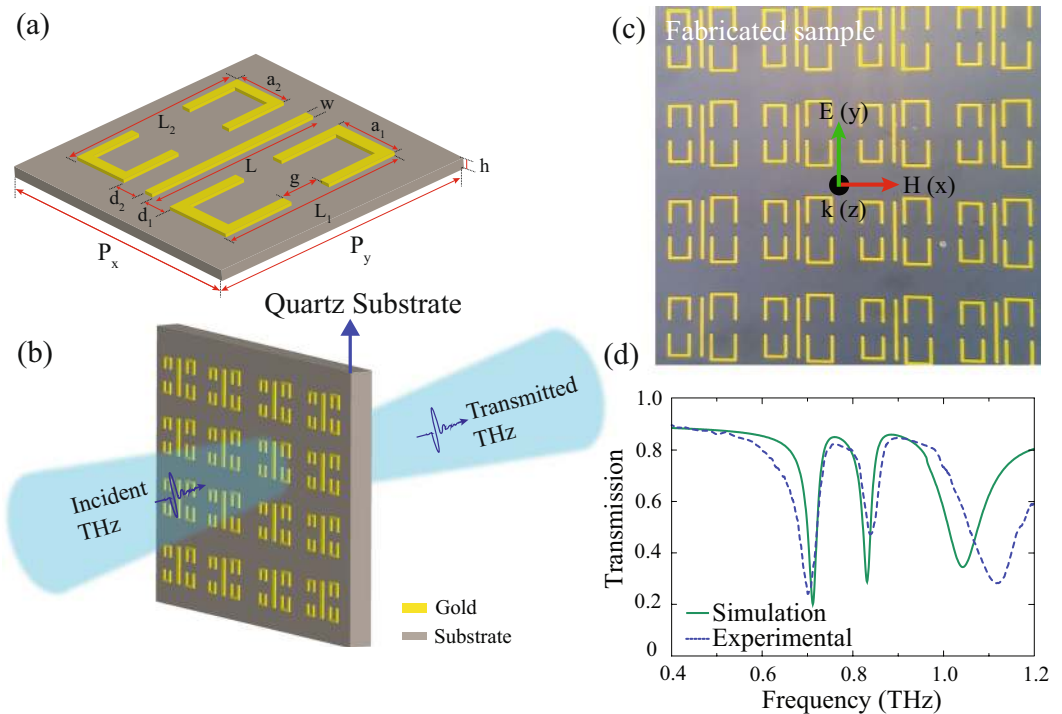 (a)
a₂
w
L₂
a₁
L
g
h
d₂
d₁
L₁
Pₓ
Pᵧ
Quartz Substrate
(b)
Incident
THz
Transmitted
THz
Gold
Substrate
(c)
Fabricated sample
E (y)
H (x)
k (z)
(d)
1.0
0.8
0.6
0.4
0.2
0
Transmission
Simulation
Experimental
0.4
0.6
0.8
1.0
1.2
Frequency (THz)